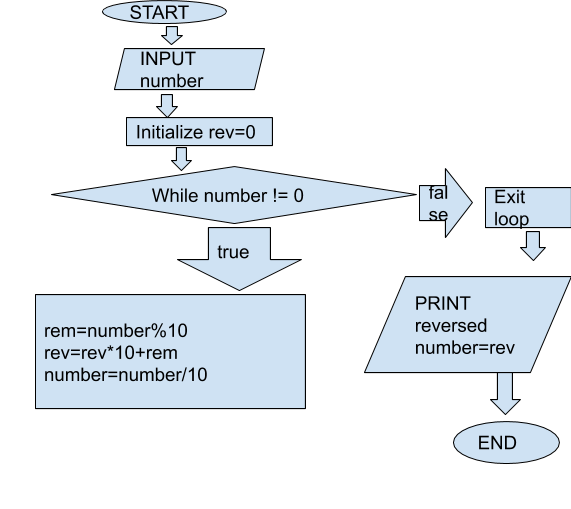 START
INPUT
number
Initialize rev=0
While number != 0
fal
se
Exit
loop
true
rem=number%10
rev=rev*10+rem
number=number/10
PRINT
reversed
number=rev
END